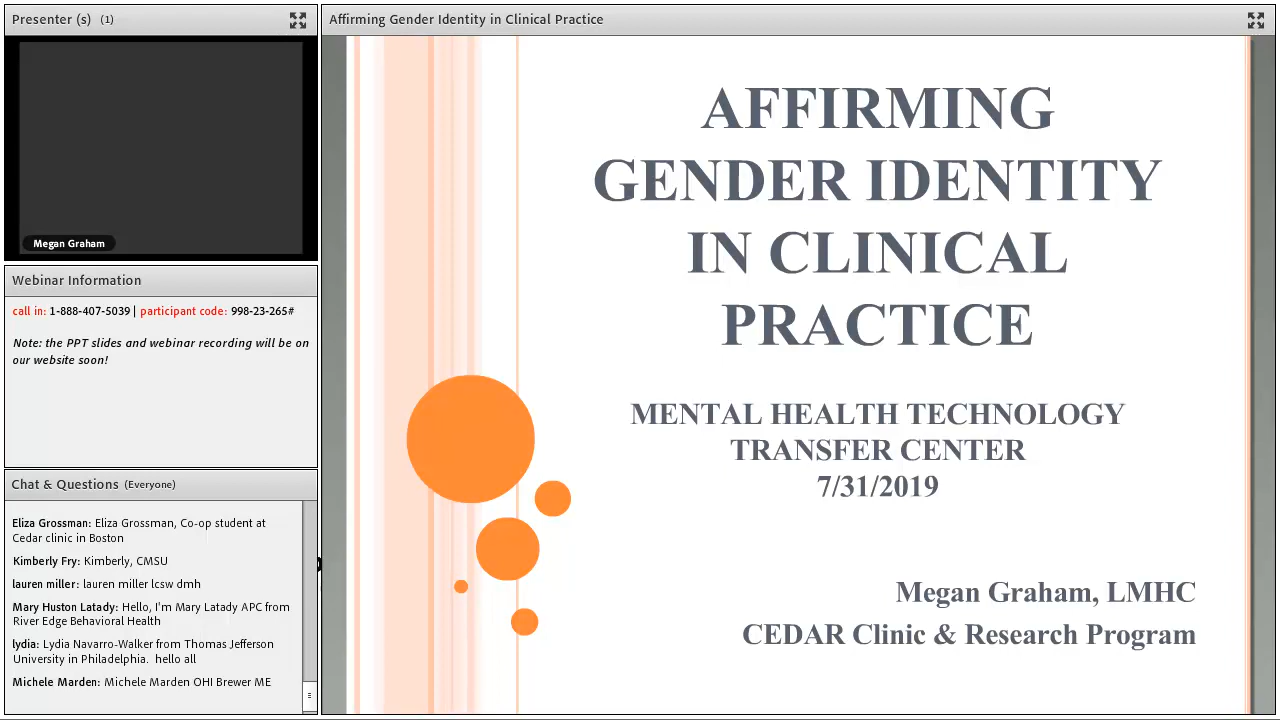 Presenter (s) (1)
Megan Graham
Webinar Information
call in: 1-888-407-5039 | participant code: 998-23-265#
Note: the PPT slides and webinar recording will be on
our website soon!
Chat & Questions (Everyone)
Eliza Grossman: Eliza Grossman, Co-op student at
Cedar clinic in Boston
Kimberly Fry: Kimberly, CMSU
lauren miller: lauren miller lcsw dmh
Mary Huston Latady: Hello, I'm Mary Latady APC from
River Edge Behavioral Health
lydia: Lydia Navarro-Walker from Thomas Jefferson
University in Philadelphia. hello all
Michele Marden: Michele Marden OHI Brewer ME
Affirming Gender Identity in Clinical Practice
AFFIRMING
GENDER IDENTITY
IN CLINICAL
PRACTICE
MENTAL HEALTH TECHNOLOGY
TRANSFER CENTER
7/31/2019
Megan Graham, LMHC
CEDAR Clinic & Research Program